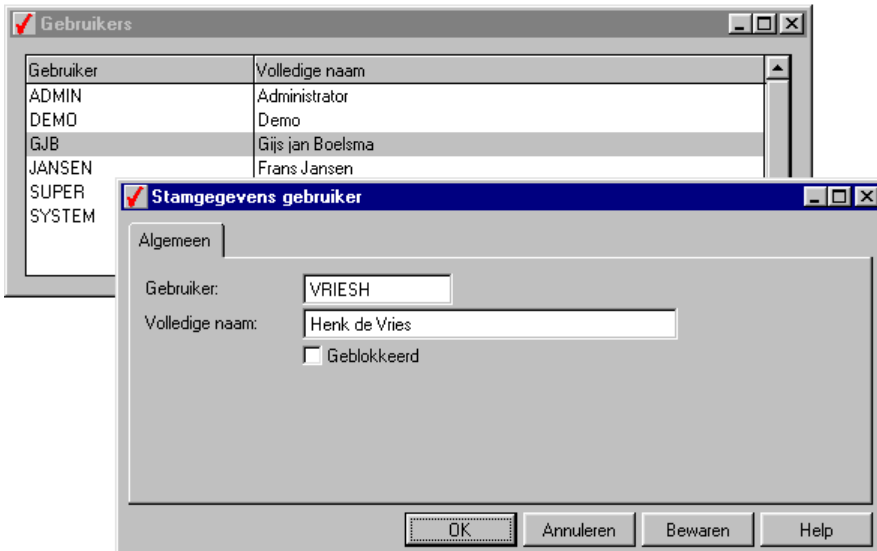 Gebruikers
Gebruiker Volledige naam
ADMIN Administrator
DEMO Demo
GJB Gijs jan Boelsma
JANSEN Frans Jansen
SUPER
SYSTEM
Stamgegevens gebruiker
Algemeen
Gebruiker: VRIESH
Volledige naam: Henk de Vries
Geblokkeerd
OK Annuleren Bewaren Help